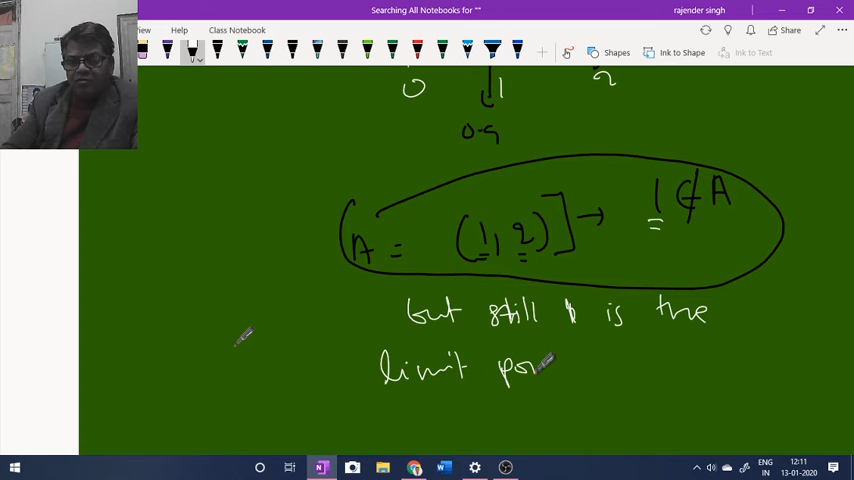 Searching All Notebooks for ""
rajender singh
View Help Class Notebook
Shapes Ink to Shape Ink to Text Share
0 1 2
0.9
A = (1, 2)] → 1 ∉ A
but still 1 is the
limit poi
ENG
IN
12:11
13-01-2020